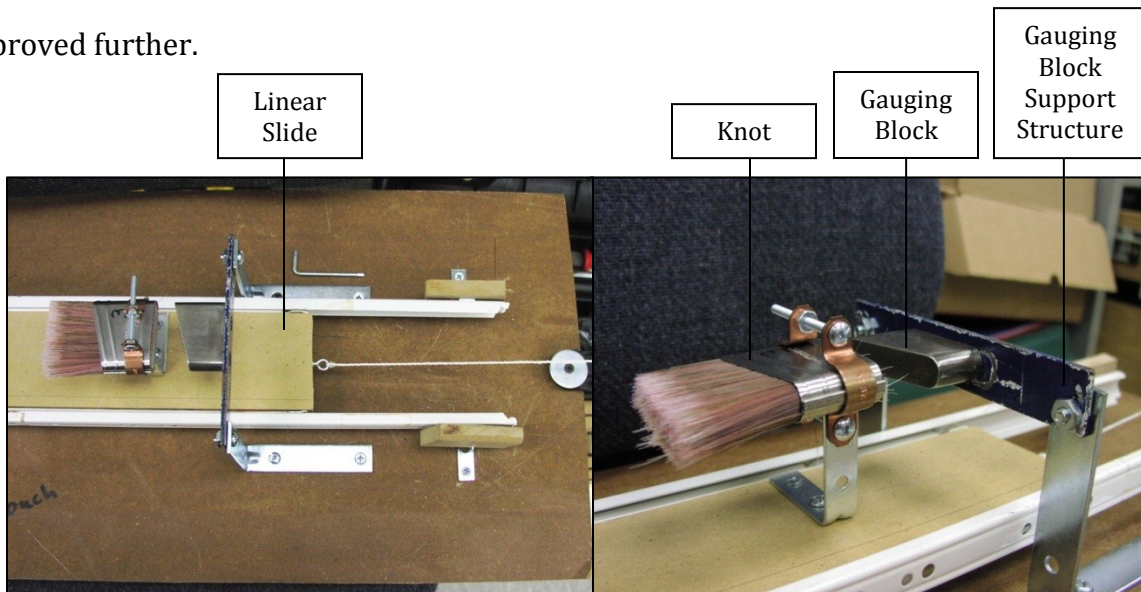 proved further.
Gauging
Block
Support
Structure
Linear
Slide
Gauging
Block
Knot